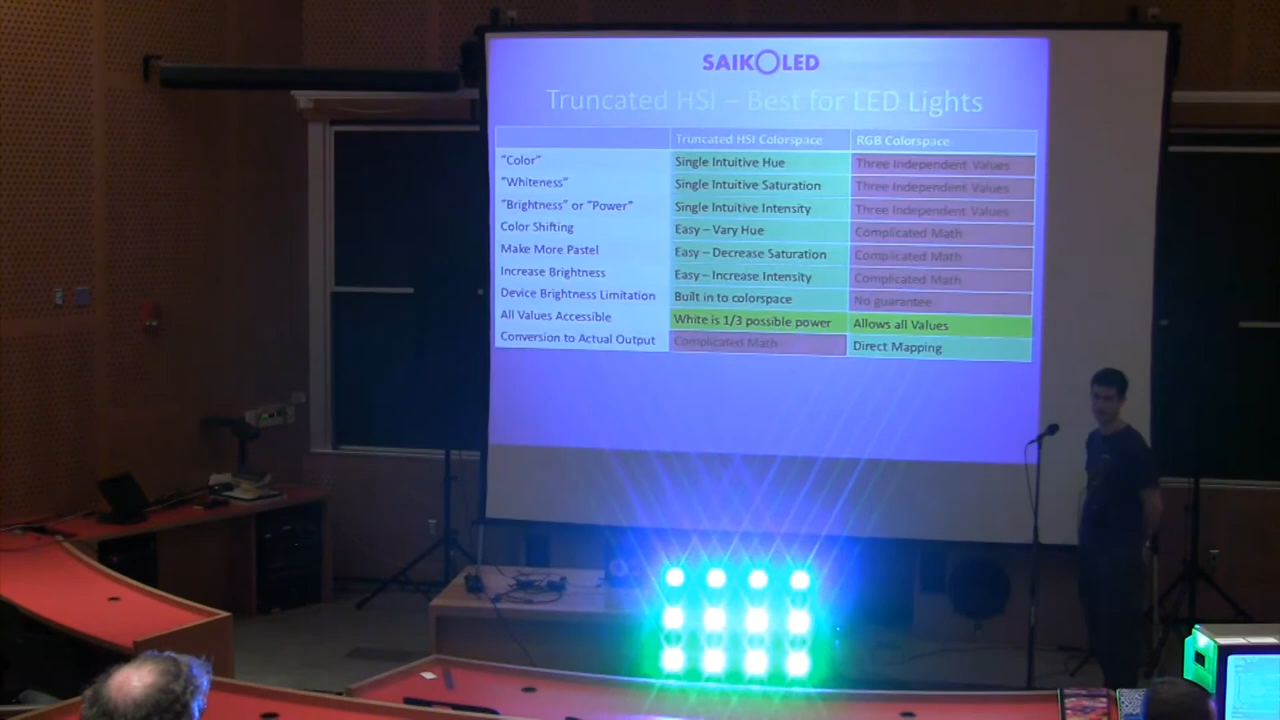 SAIKOLED
Truncated HSI – Best for LED Lights
Truncated HSI Colorspace RGB Colorspace
"Color" Single Intuitive Hue Three Independent Values
"Whiteness" Single Intuitive Saturation Three Independent Values
"Brightness" or "Power" Single Intuitive Intensity Three Independent Values
Color Shifting Easy – Vary Hue Complicated Math
Make More Pastel Easy – Decrease Saturation Complicated Math
Increase Brightness Easy – Increase Intensity Complicated Math
Device Brightness Limitation Built in to colorspace No guarantee
All Values Accessible White is 1/3 possible power Allows all Values
Conversion to Actual Output Complicated Math Direct Mapping